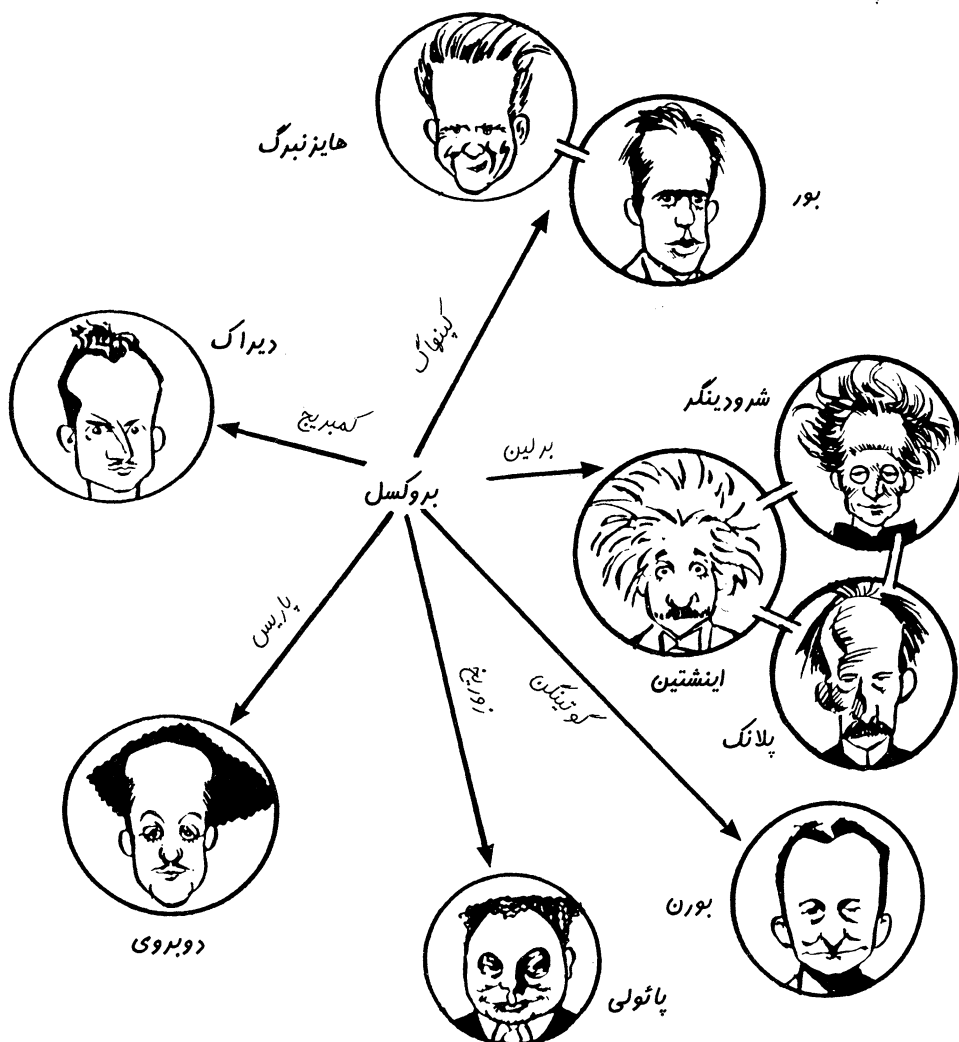 هایزنبرگ
بور
کپنهاگ
دیراک
کمبریج
شرودینگر
برلین
بروکسل
اینشتین
پلانک
پاریس
زوریخ
گوتینگن
بورن
دوبروی
پائولی